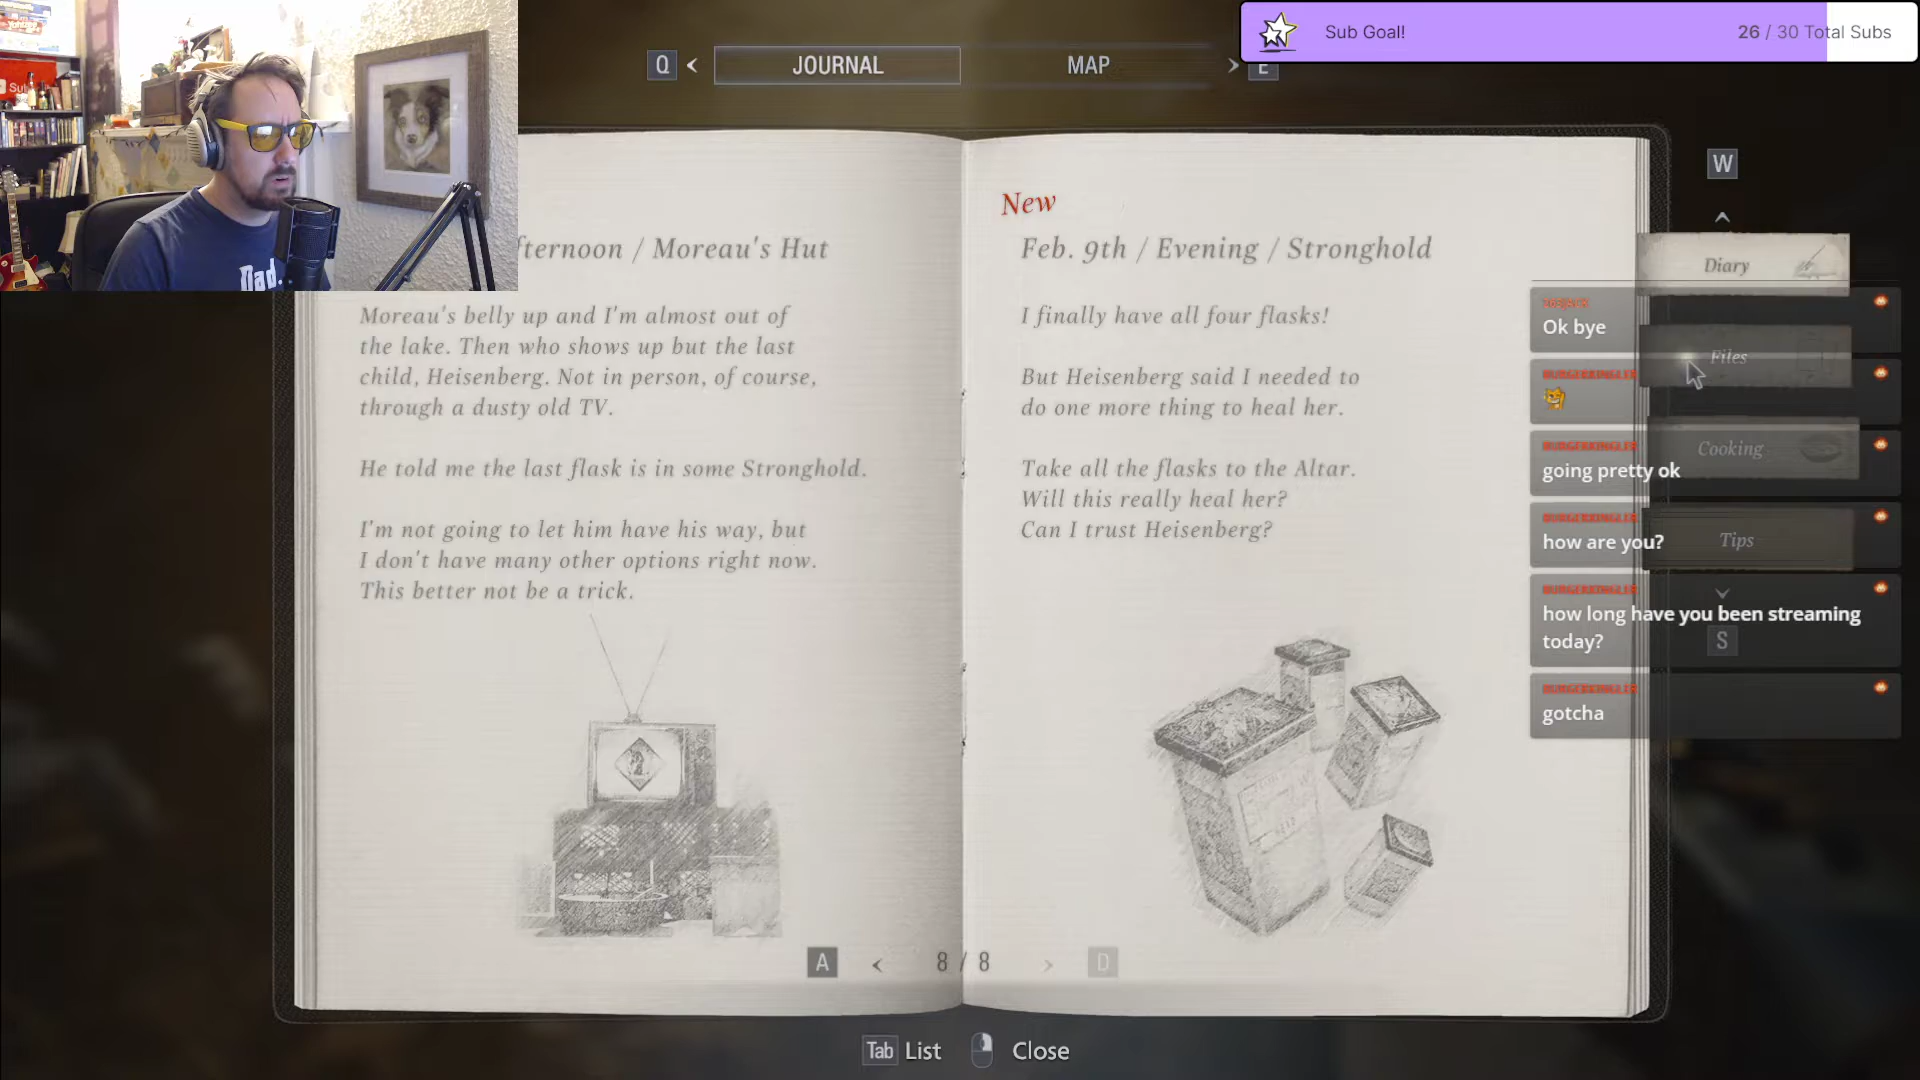 Sub Goal!
26 / 30 Total Subs
Q
JOURNAL
MAP
E
W
fternoon / Moreau's Hut
Moreau's belly up and I'm almost out of
the lake. Then who shows up but the last
child, Heisenberg. Not in person, of course,
through a dusty old TV.
He told me the last flask is in some Stronghold.
I'm not going to let him have his way, but
I don't have many other options right now.
This better not be a trick.
New
Feb. 9th / Evening / Stronghold
I finally have all four flasks!
But Heisenberg said I needed to
do one more thing to heal her.
Take all the flasks to the Altar.
Will this really heal her?
Can I trust Heisenberg?
Diary
Files
Cooking
Tips
S
Ok bye
going pretty ok
how are you?
how long have you been streaming
today?
gotcha
A < 8 / 8 > D
Tab List Close
Dad.